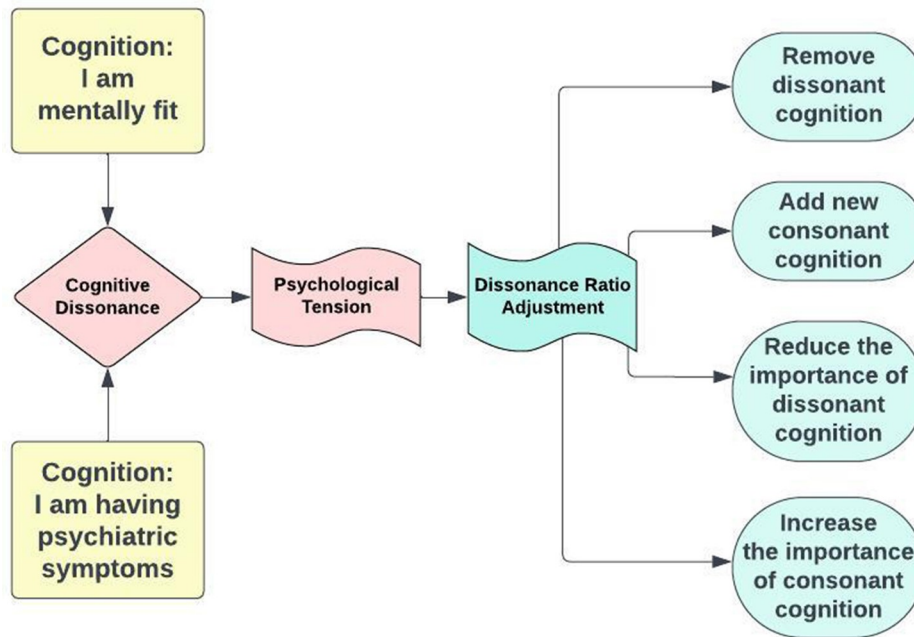 Cognition:
I am
mentally fit
Cognitive
Dissonance
Cognition:
I am having
psychiatric
symptoms
Psychological
Tension
Dissonance Ratio
Adjustment
Remove
dissonant
cognition
Add new
consonant
cognition
Reduce the
importance of
dissonant
cognition
Increase
the importance
of consonant
cognition